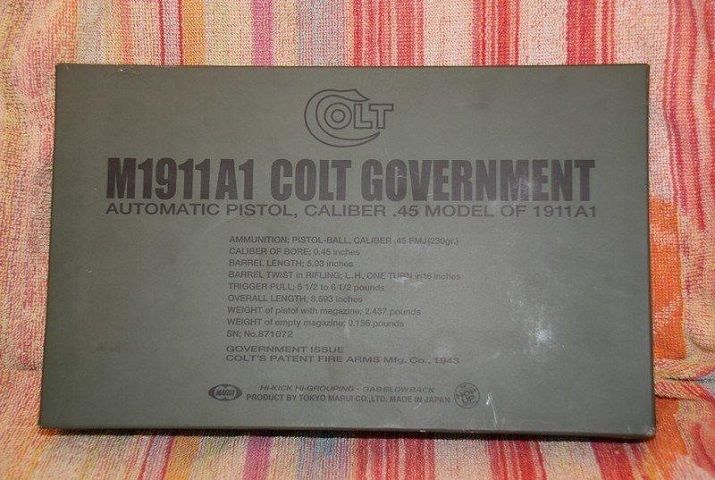 COLT
M1911A1 COLT GOVERNMENT
AUTOMATIC PISTOL, CALIBER .45 MODEL OF 1911A1
AMMUNITION; PISTOL-BALL, CALIBER .45 FMJ(230gr.)
CALIBER OF BORE; 0.45 inches
BARREL LENGTH; 5.03 inches
BARREL TWIST in RIFLING; L.H. ONE TURN in16 inches
TRIGGER PULL; 5 1/2 to 6 1/2 pounds
OVERALL LENGTH; 8.593 inches
WEIGHT of pistol with magazine; 2.437 pounds
WEIGHT of empty magazine; 0.156 pounds
SN; No.871072
GOVERNMENT ISSUE
COLT'S PATENT FIRE ARMS Mfg. Co., 1943
MARUI
HI-KICK HI-GROUPING - GAS BLOW BACK
PRODUCT BY TOKYO MARUI CO.,LTD. MADE IN JAPAN